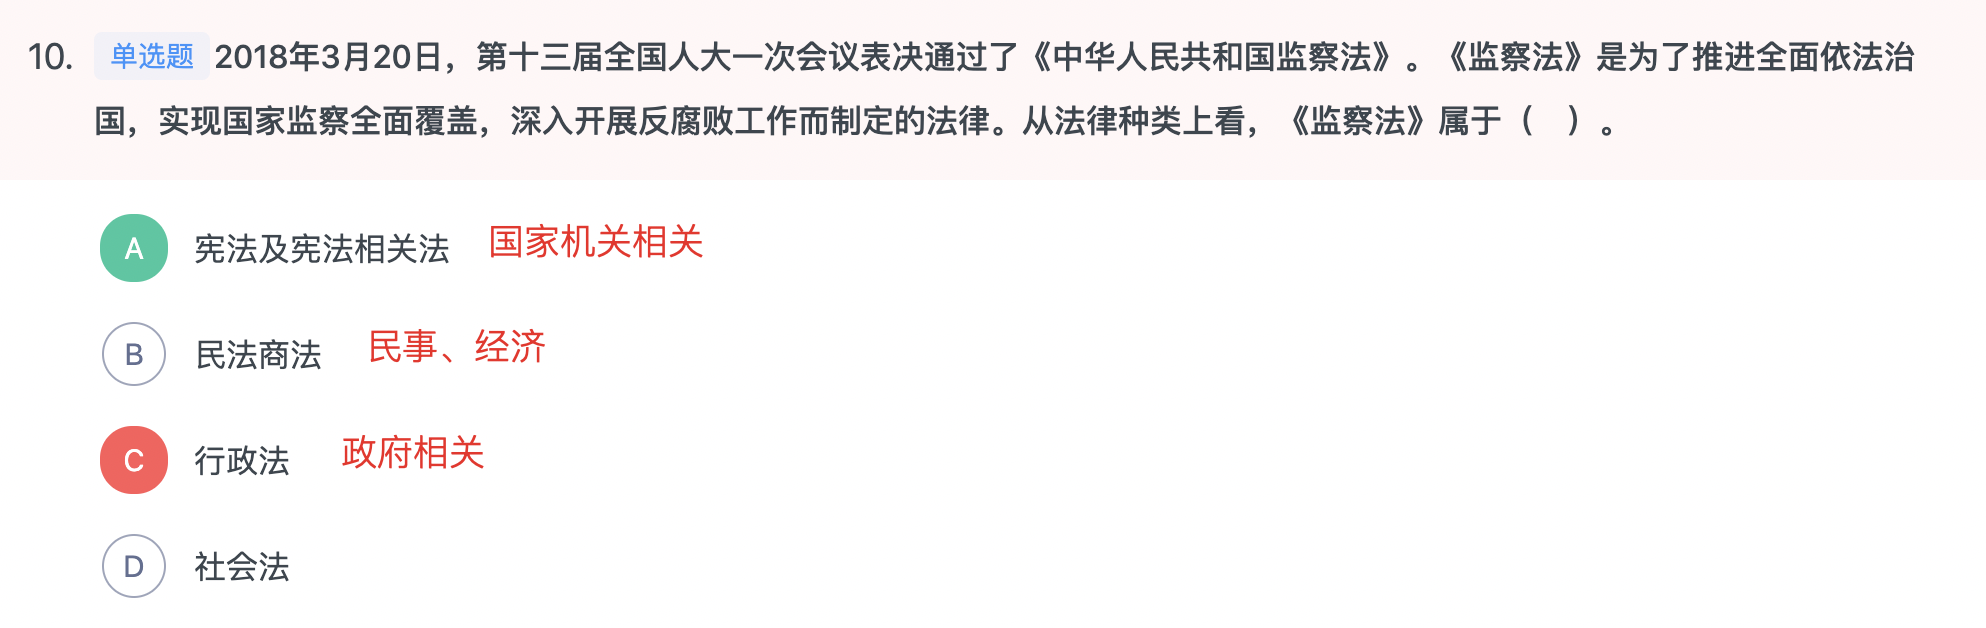 10. 单选题 2018年3月20日，第十三届全国人大一次会议表决通过了《中华人民共和国监察法》。《监察法》是为了推进全面依法治
国，实现国家监察全面覆盖，深入开展反腐败工作而制定的法律。从法律种类上看，《监察法》属于（　）。
A 宪法及宪法相关法 国家机关相关
B 民法商法 民事、经济
C 行政法 政府相关
D 社会法